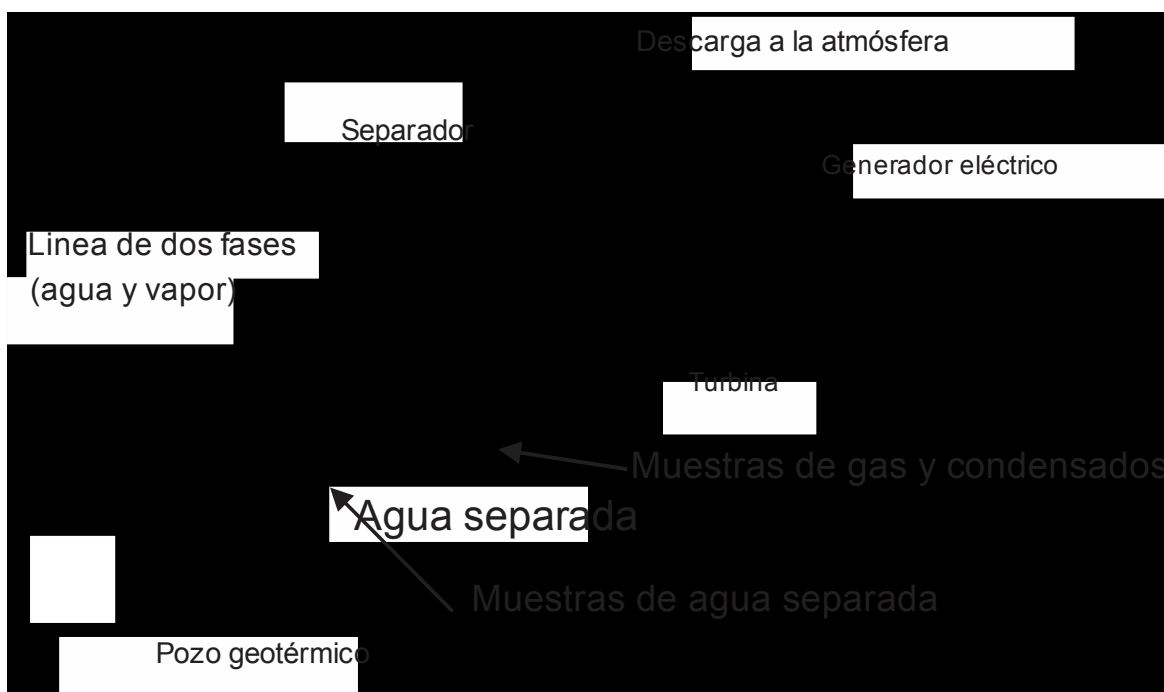 Descarga a la atmósfera
Separador
Generador eléctrico
Linea de dos fases
(agua y vapor)
Turbina
Muestras de gas y condensados
Agua separada
Muestras de agua separada
Pozo geotérmico